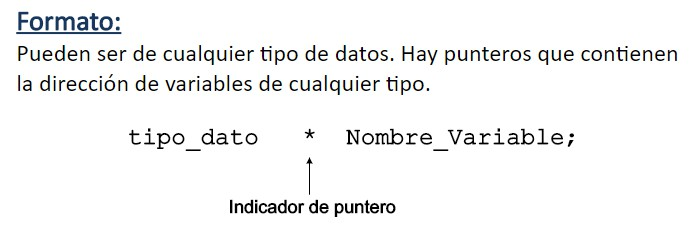 Formato:
Pueden ser de cualquier tipo de datos. Hay punteros que contienen
la dirección de variables de cualquier tipo.
tipo_dato * Nombre_Variable;
Indicador de puntero